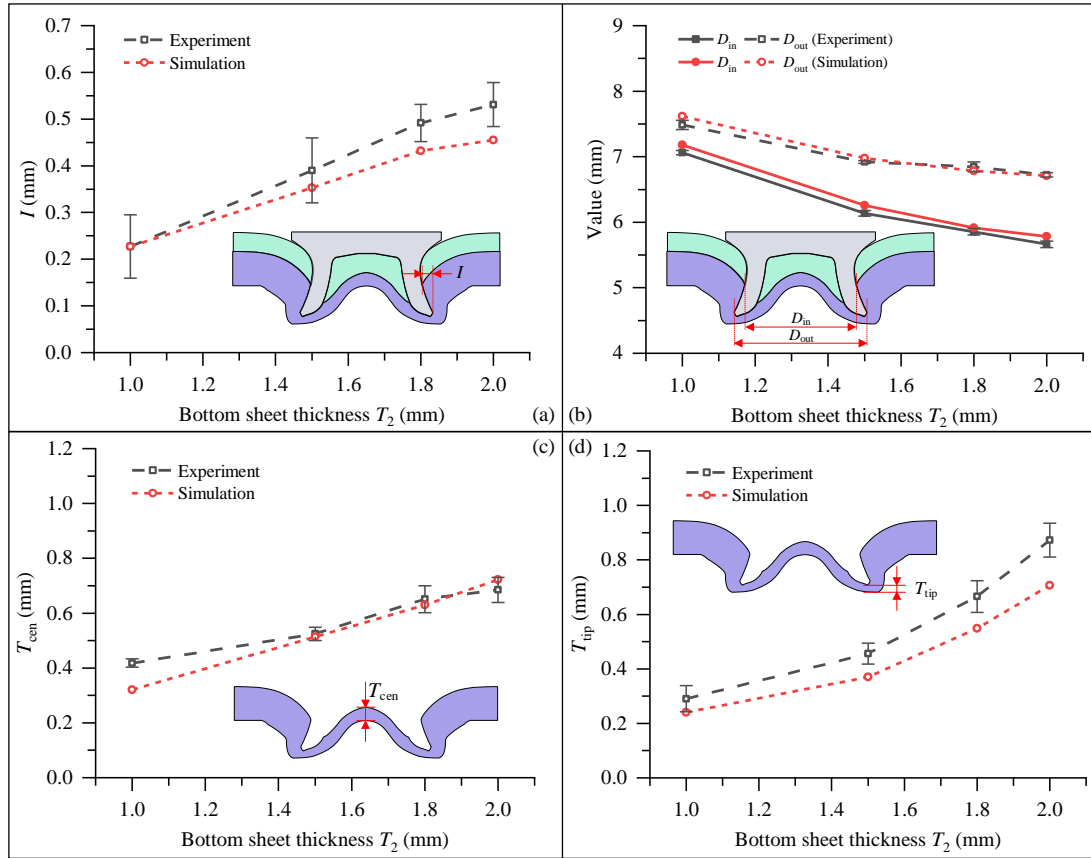 0.7
0.6
0.5
0.4
0.3
0.2
0.1
0.0
I (mm)
Experiment
Simulation
I
1.0 1.2 1.4 1.6 1.8 2.0
Bottom sheet thickness T2 (mm)
(a)
9
8
7
6
5
4
Value (mm)
Din Dout (Experiment)
Din Dout (Simulation)
Din
Dout
1.0 1.2 1.4 1.6 1.8 2.0
Bottom sheet thickness T2 (mm)
(b)
(c)
1.2
1.0
0.8
0.6
0.4
0.2
0.0
Tcen (mm)
Experiment
Simulation
Tcen
1.0 1.2 1.4 1.6 1.8 2.0
Bottom sheet thickness T2 (mm)
(d)
1.2
1.0
0.8
0.6
0.4
0.2
0.0
Ttip (mm)
Experiment
Simulation
Ttip
1.0 1.2 1.4 1.6 1.8 2.0
Bottom sheet thickness T2 (mm)